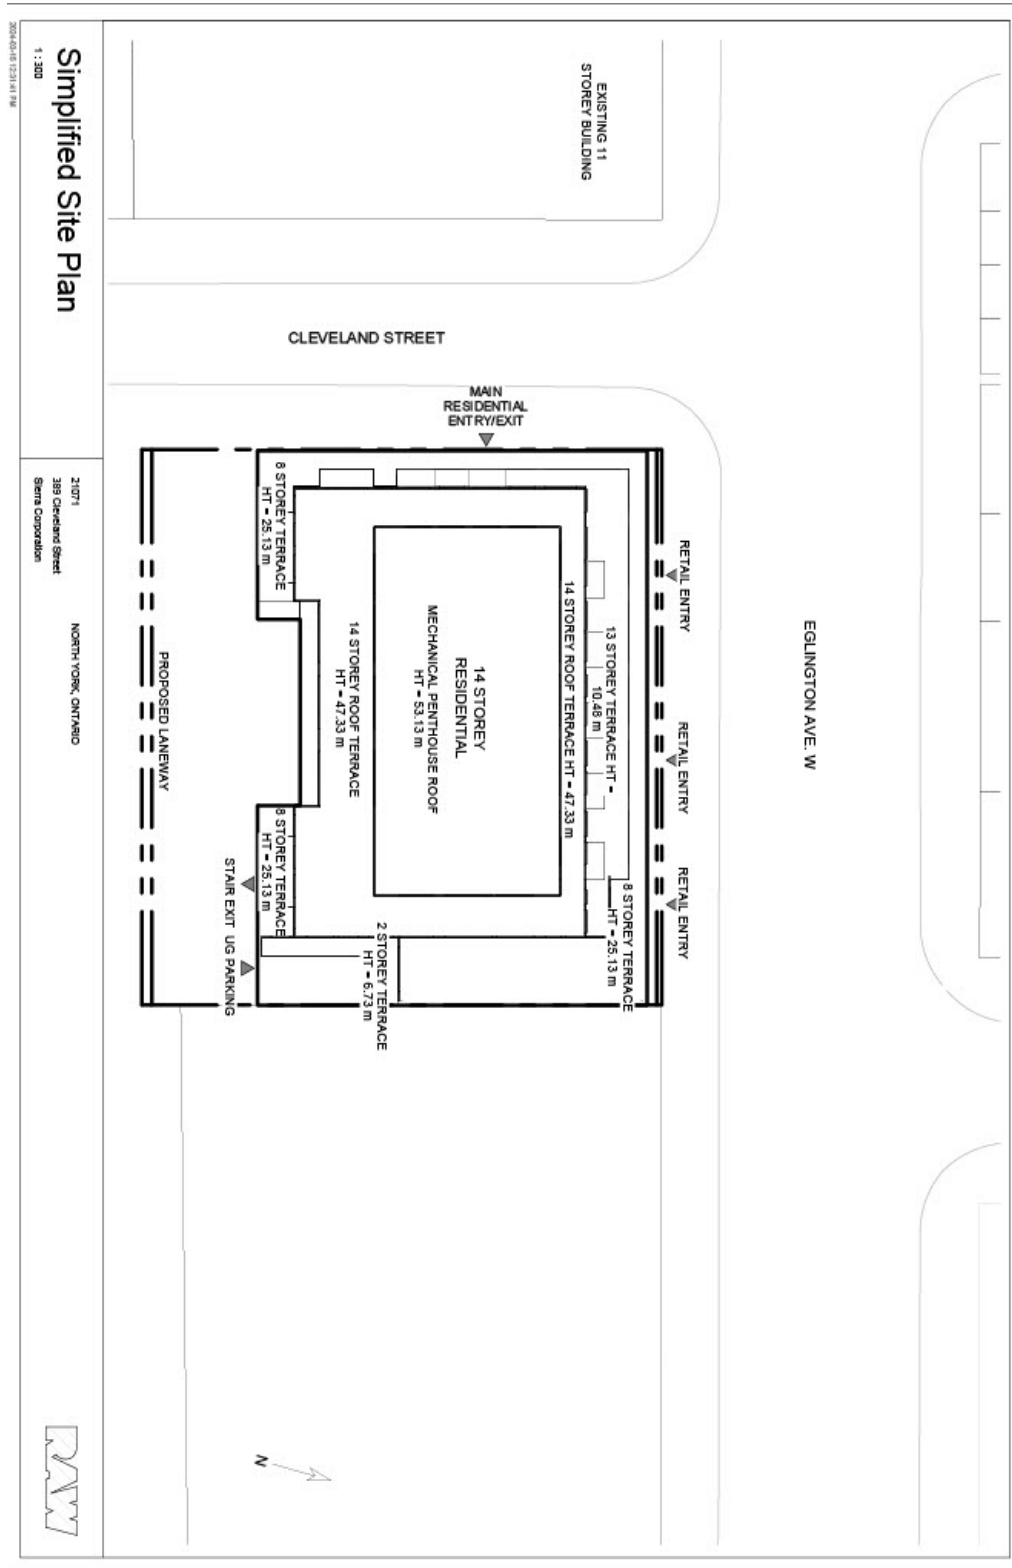 EXISTING 11
STOREY BUILDING
CLEVELAND STREET
MAIN
RESIDENTIAL
ENTRY/EXIT
EGLINGTON AVE. W
RETAIL ENTRY
RETAIL ENTRY
RETAIL ENTRY
8 STOREY TERRACE
HT = 25.13 m
13 STOREY TERRACE HT =
10.48 m
14 STOREY ROOF TERRACE HT = 47.33 m
14 STOREY
RESIDENTIAL
MECHANICAL PENTHOUSE ROOF
HT = 53.13 m
14 STOREY ROOF TERRACE
HT = 47.33 m
8 STOREY TERRACE
HT = 25.13 m
8 STOREY TERRACE
HT = 25.13 m
2 STOREY TERRACE
HT = 6.73 m
STAIR EXIT
UG PARKING
PROPOSED LANEWAY
N
Simplified Site Plan
1 : 300
21071
389 Cleveland Street
Sierra Corporation
NORTH YORK, ONTARIO
RAW